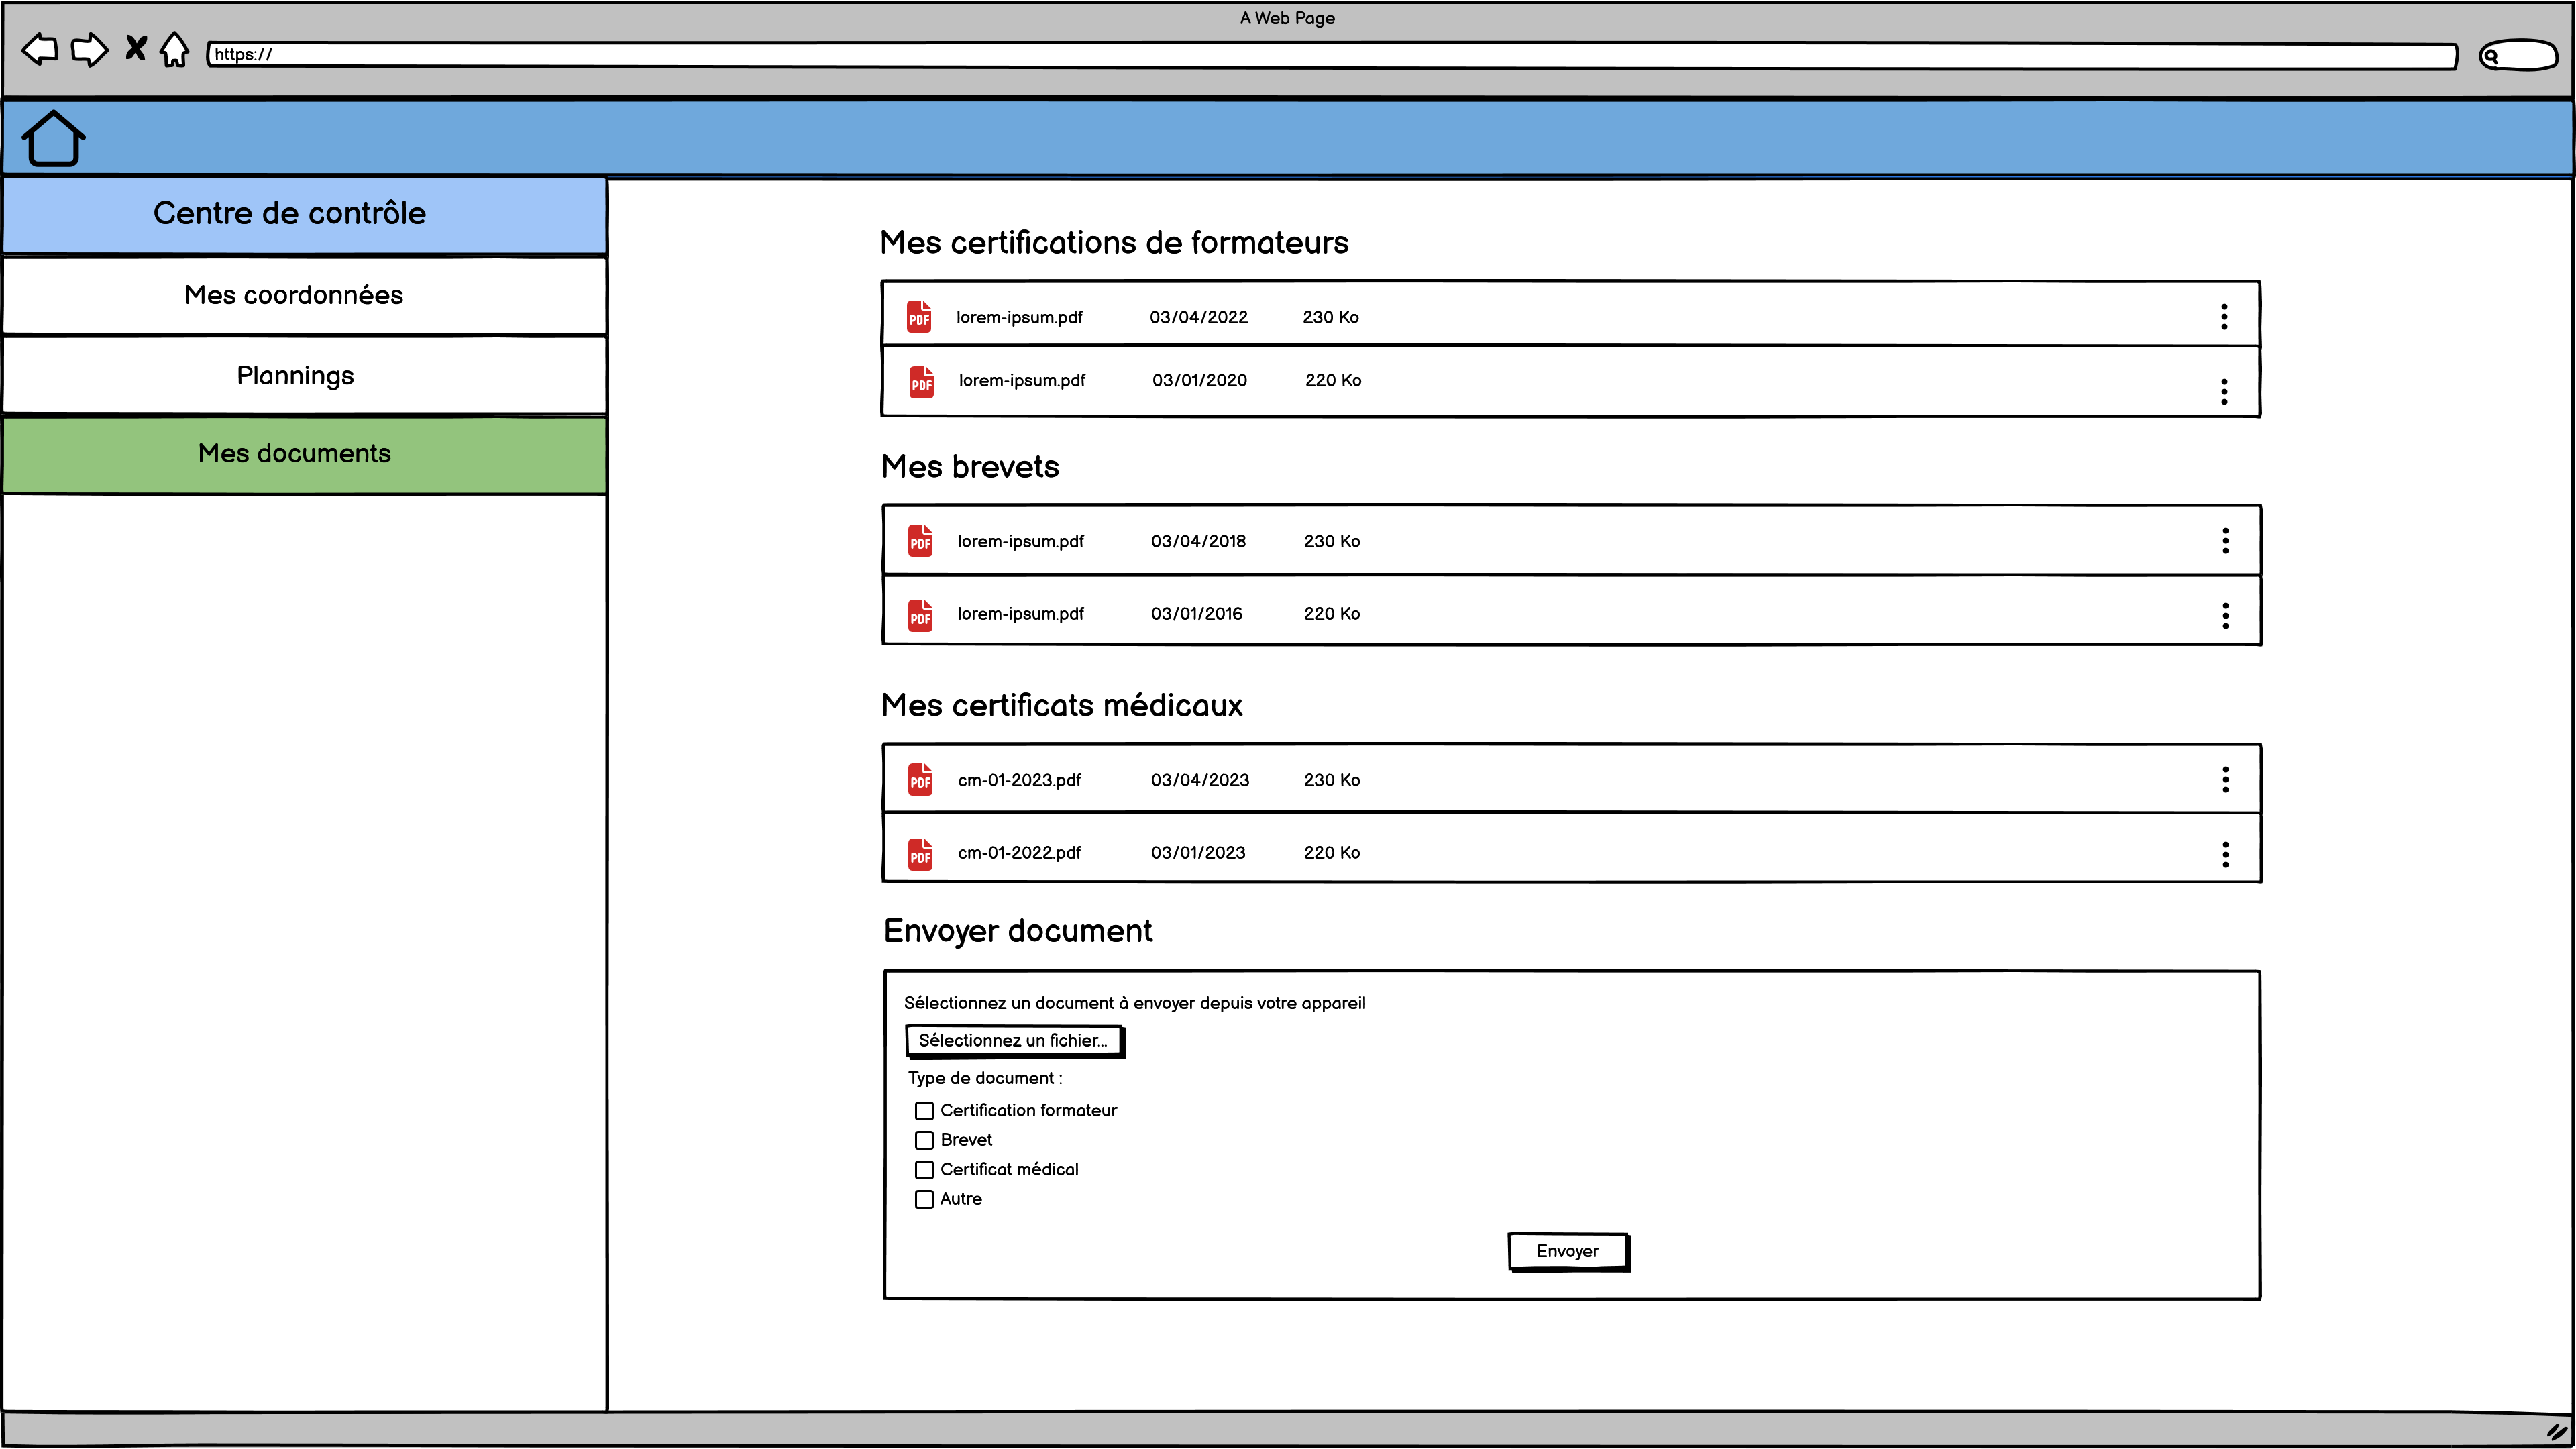 A Web Page
https://
Centre de contrôle
Mes coordonnées
Plannings
Mes documents
Mes certifications de formateurs
PDF lorem-ipsum.pdf 03/04/2022 230 Ko
PDF lorem-ipsum.pdf 03/01/2020 220 Ko
Mes brevets
PDF lorem-ipsum.pdf 03/04/2018 230 Ko
PDF lorem-ipsum.pdf 03/01/2016 220 Ko
Mes certificats médicaux
PDF cm-01-2023.pdf 03/04/2023 230 Ko
PDF cm-01-2022.pdf 03/01/2023 220 Ko
Envoyer document
Sélectionnez un document à envoyer depuis votre appareil
Sélectionnez un fichier...
Type de document :
Certification formateur
Brevet
Certificat médical
Autre
Envoyer